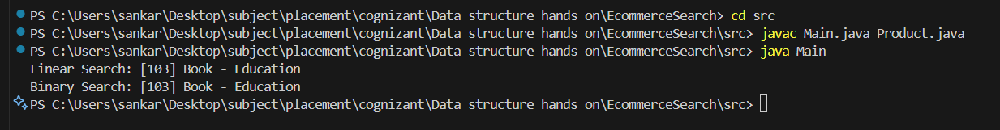 PS C:\Users\sankar\Desktop\subject\placement\cognizant\Data structure hands on\EcommerceSearch> cd src
PS C:\Users\sankar\Desktop\subject\placement\cognizant\Data structure hands on\EcommerceSearch\src> javac Main.java Product.java
PS C:\Users\sankar\Desktop\subject\placement\cognizant\Data structure hands on\EcommerceSearch\src> java Main
Linear Search: [103] Book - Education
Binary Search: [103] Book - Education
PS C:\Users\sankar\Desktop\subject\placement\cognizant\Data structure hands on\EcommerceSearch\src>